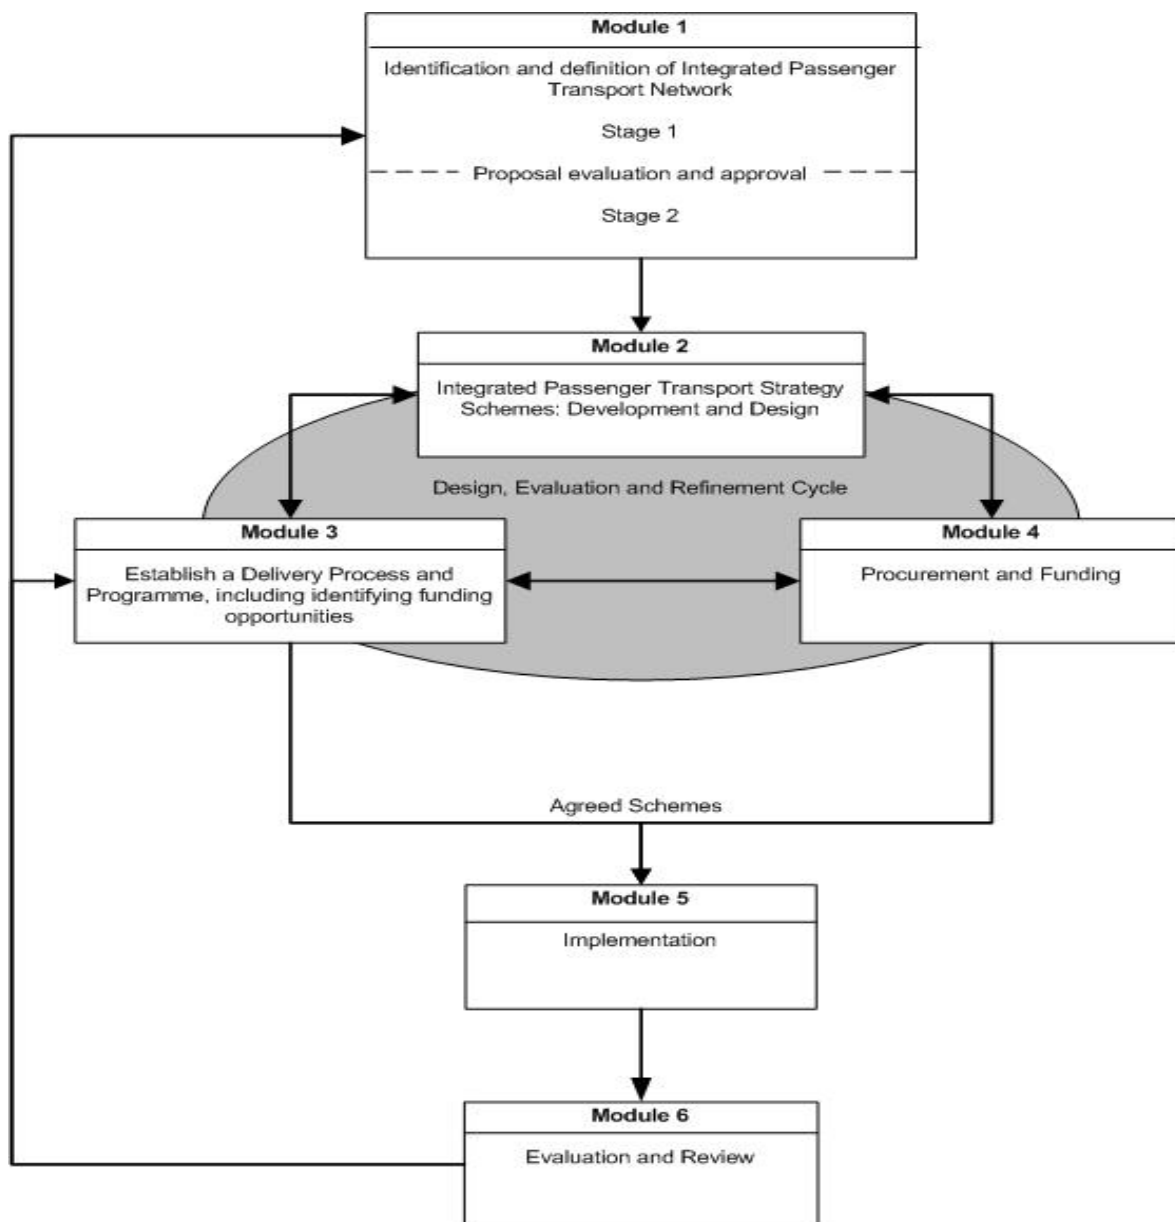 Module 1
Identification and definition of Integrated Passenger
Transport Network
Stage 1
Proposal evaluation and approval
Stage 2
Module 2
Integrated Passenger Transport Strategy
Schemes: Development and Design
Design, Evaluation and Refinement Cycle
Module 3
Establish a Delivery Process and
Programme, including identifying funding
opportunities
Module 4
Procurement and Funding
Agreed Schemes
Module 5
Implementation
Module 6
Evaluation and Review